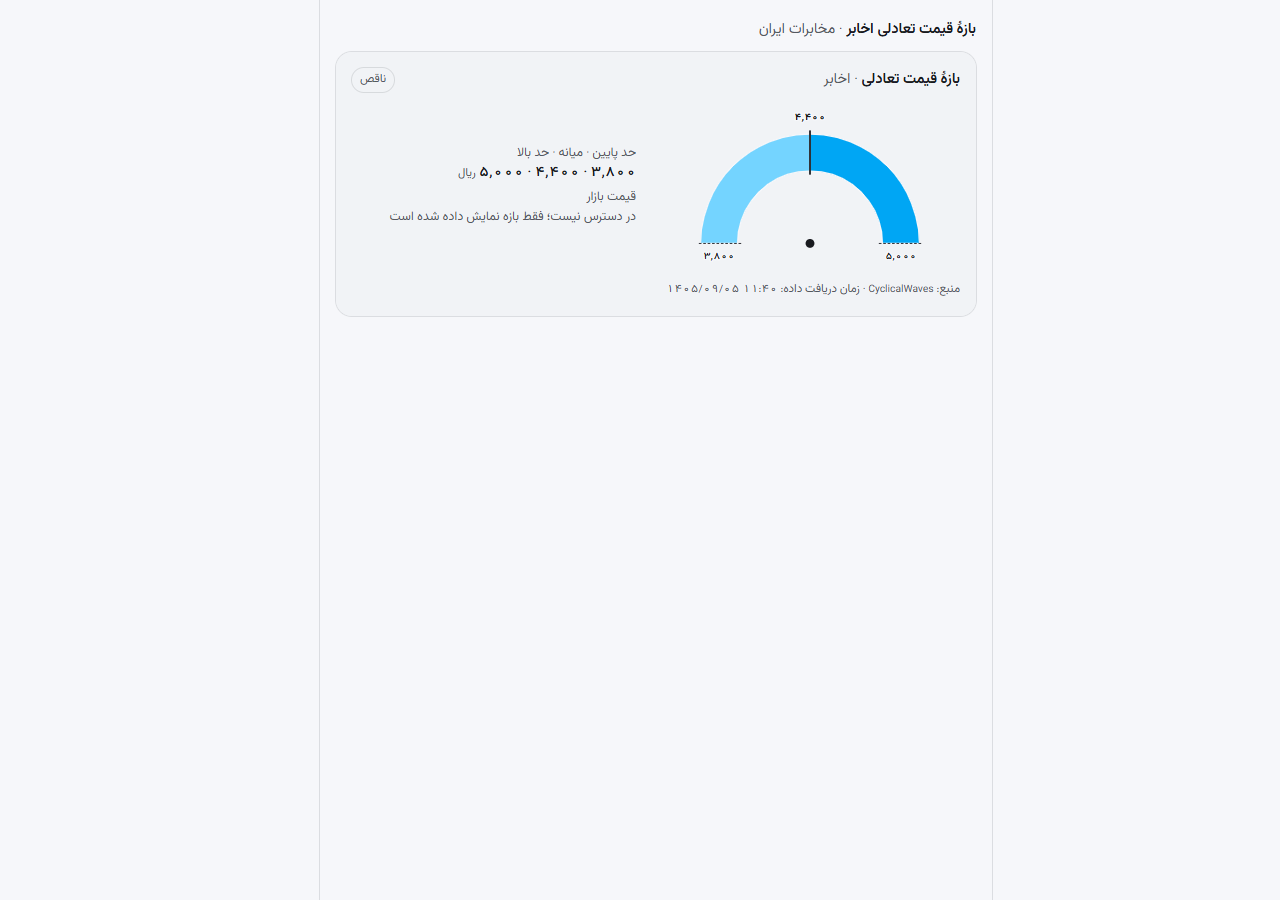 بازهٔ قیمت تعادلی اخابر · مخابرات ایران
بازهٔ قیمت تعادلی · اخابر
ناقص
۴,۴۰۰
۵,۰۰۰
۳,۸۰۰
حد پایین · میانه · حد بالا
۳,۸۰۰ · ۴,۴۰۰ · ۵,۰۰۰ ریال
قیمت بازار
در دسترس نیست؛ فقط بازه نمایش داده شده است
منبع: CyclicalWaves · زمان دریافت داده: ۱۱:۴۰ ۱۴۰۵/۰۹/۰۵